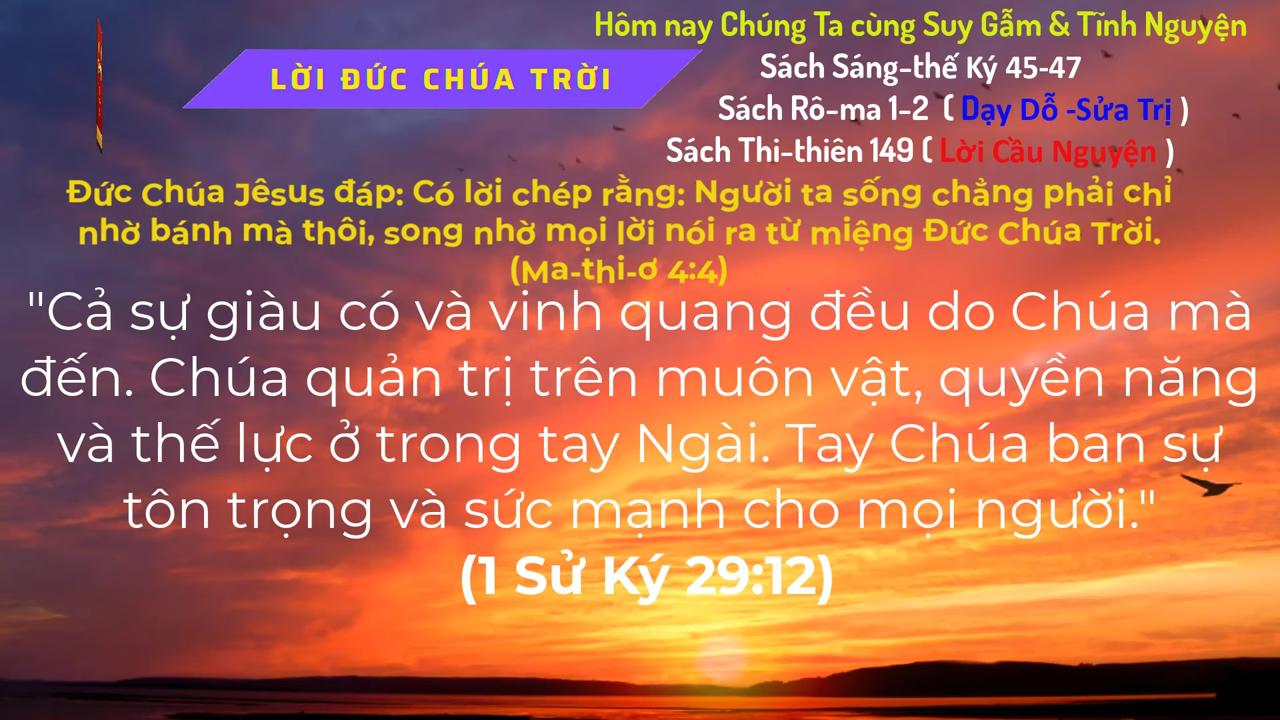 Hôm nay Chúng Ta cùng Suy Gẫm & Tĩnh Nguyện
LỜI ĐỨC CHÚA TRỜI
Sách Sáng-thế Ký 45-47
Sách Rô-ma 1-2 ( Dạy Dỗ -Sửa Trị )
Sách Thi-thiên 149 ( Lời Cầu Nguyện )
Đức Chúa Jêsus đáp: Có lời chép rằng: Người ta sống chẳng phải chỉ
nhờ bánh mà thôi, song nhờ mọi lời nói ra từ miệng Đức Chúa Trời.
(Ma-thi-ơ 4:4)
"Cả sự giàu có và vinh quang đều do Chúa mà
đến. Chúa quản trị trên muôn vật, quyền năng
và thế lực ở trong tay Ngài. Tay Chúa ban sự
tôn trọng và sức mạnh cho mọi người."
(1 Sử Ký 29:12)